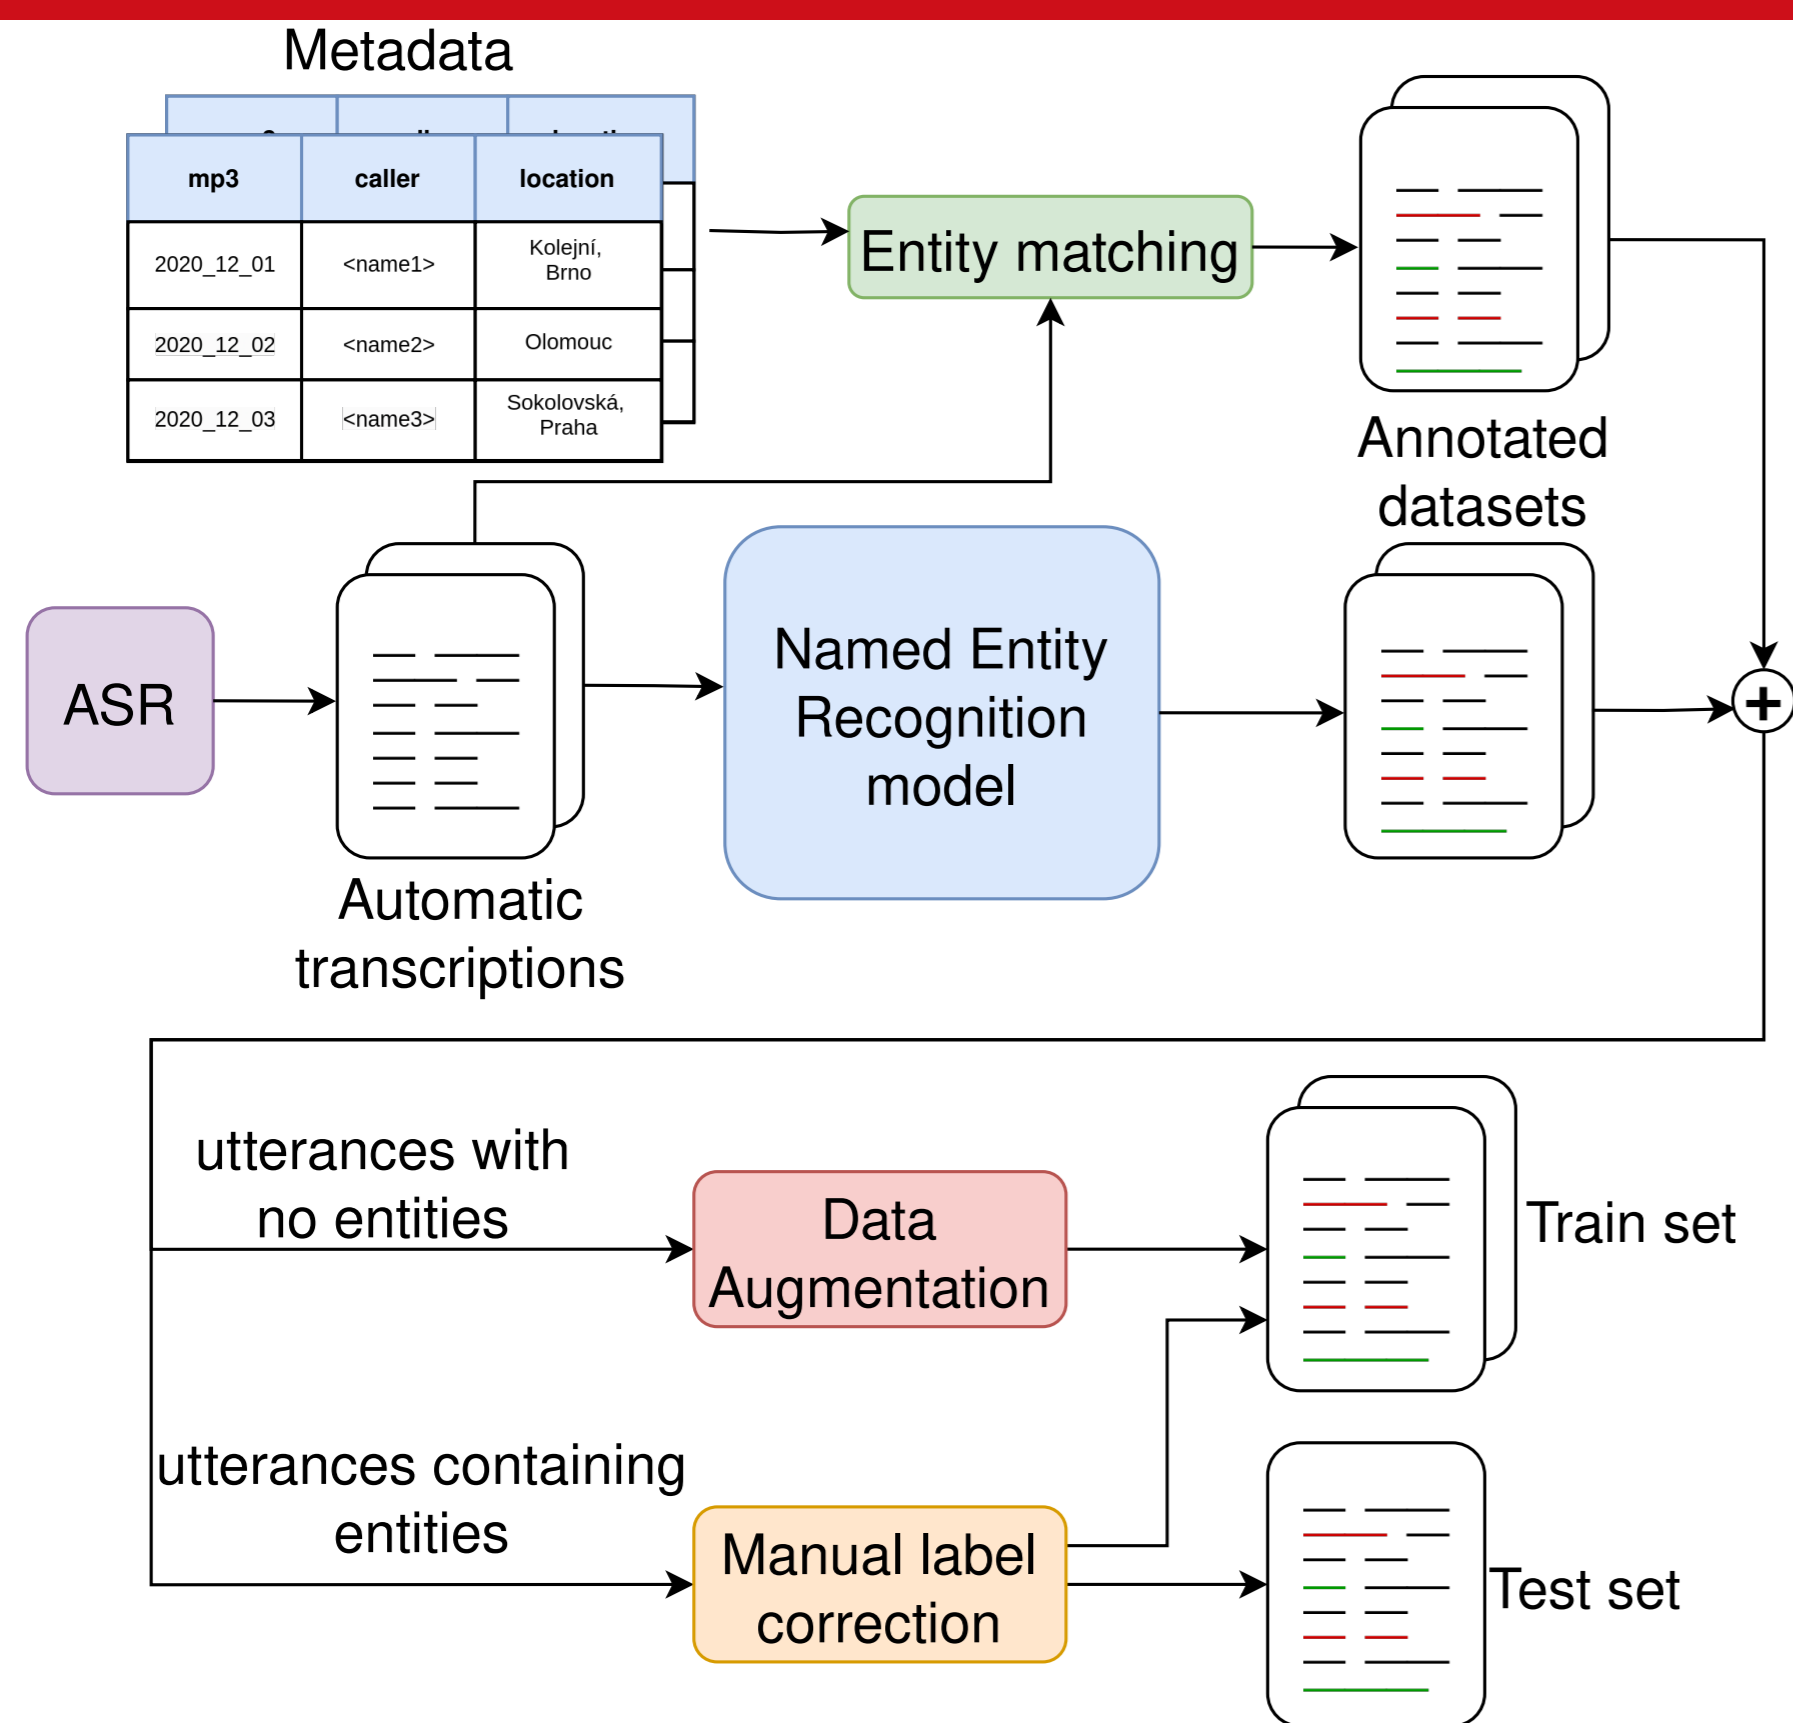 Metadata
mp3 caller location
2020_12_01 <name1> Kolejní,
Brno
2020_12_02 <name2> Olomouc
2020_12_03 <name3> Sokolovská,
Praha
Entity matching
Annotated
datasets
ASR
Automatic
transcriptions
Named Entity
Recognition
model
+
utterances with
no entities
Data
Augmentation
Train set
utterances containing
entities
Manual label
correction
Test set